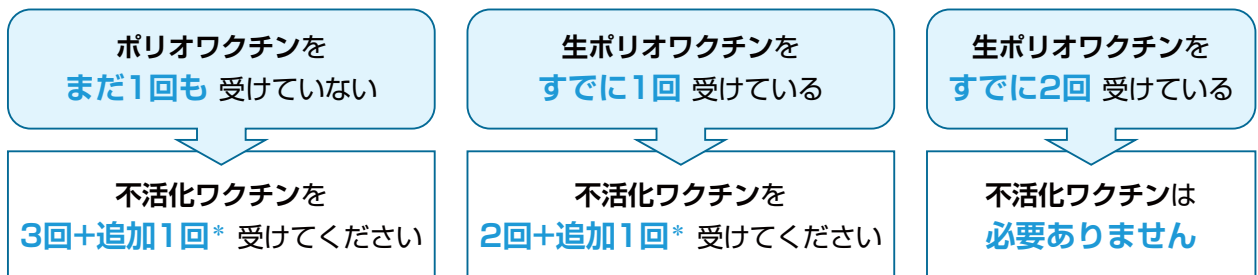 ポリオワクチンを
まだ1回も 受けていない
不活化ワクチンを
3回+追加1回* 受けてください
生ポリオワクチンを
すでに1回 受けている
不活化ワクチンを
2回+追加1回* 受けてください
生ポリオワクチンを
すでに2回 受けている
不活化ワクチンは
必要ありません